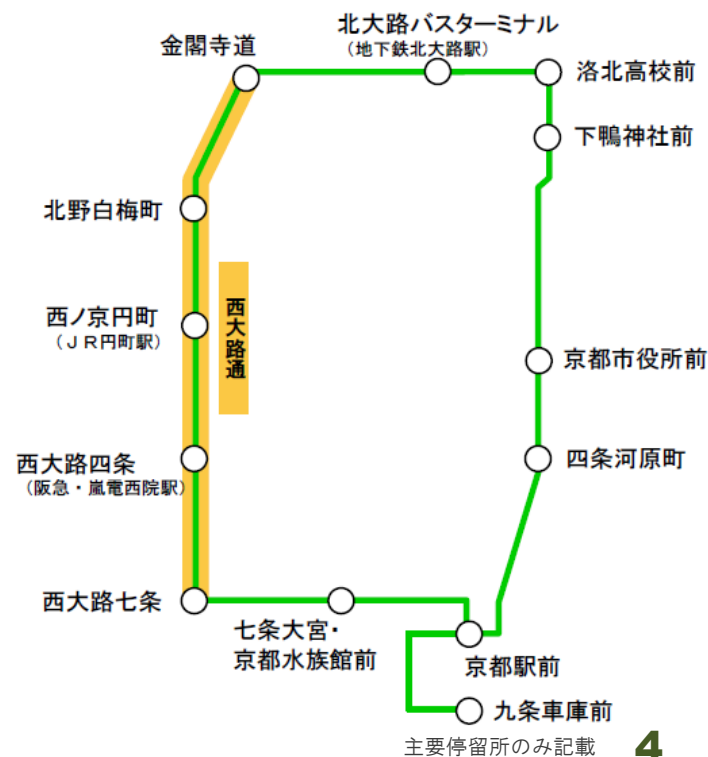 北大路バスターミナル
(地下鉄北大路駅)
金閣寺道
洛北高校前
下鴨神社前
北野白梅町
西大路通
西ノ京円町
(JR円町駅)
京都市役所前
西大路四条
(阪急・嵐電西院駅)
四条河原町
西大路七条
七条大宮・
京都水族館前
京都駅前
九条車庫前
主要停留所のみ記載
4